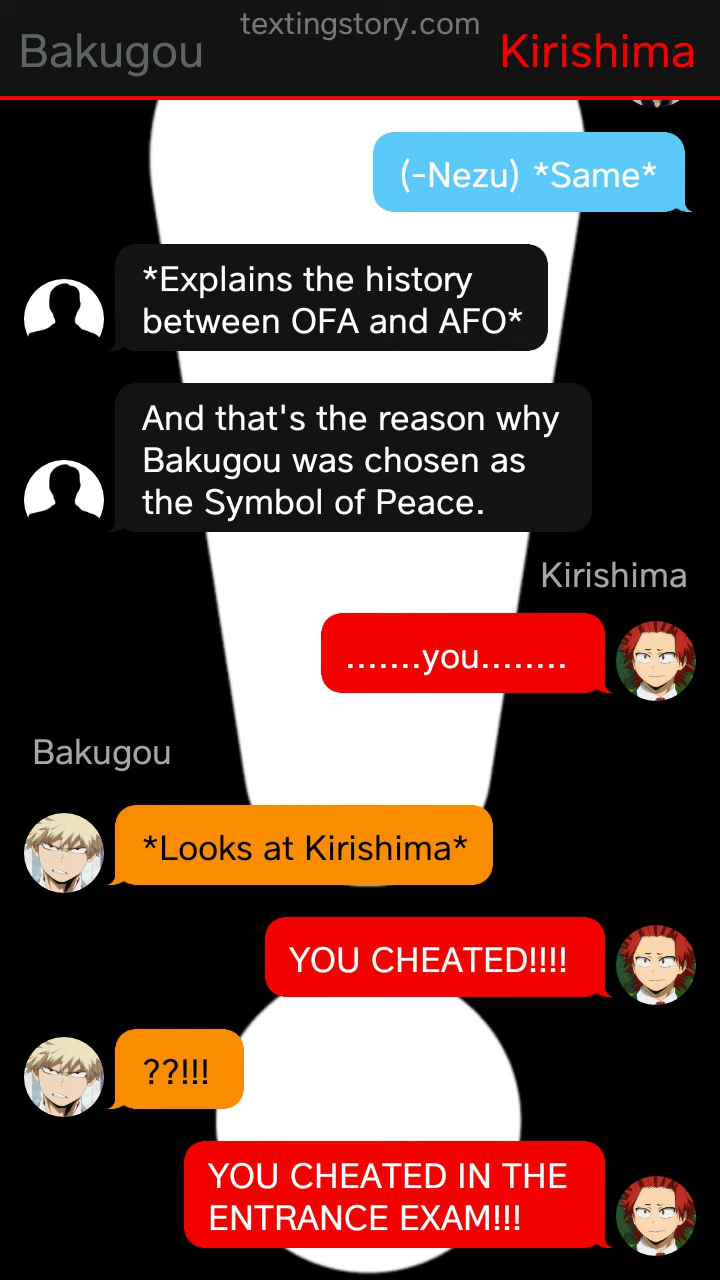 textingstory.com
Bakugou
Kirishima
(-Nezu) *Same*
*Explains the history
between OFA and AFO*
And that's the reason why
Bakugou was chosen as
the Symbol of Peace.
Kirishima
.......you........
Bakugou
*Looks at Kirishima*
YOU CHEATED!!!!
??!!!
YOU CHEATED IN THE
ENTRANCE EXAM!!!